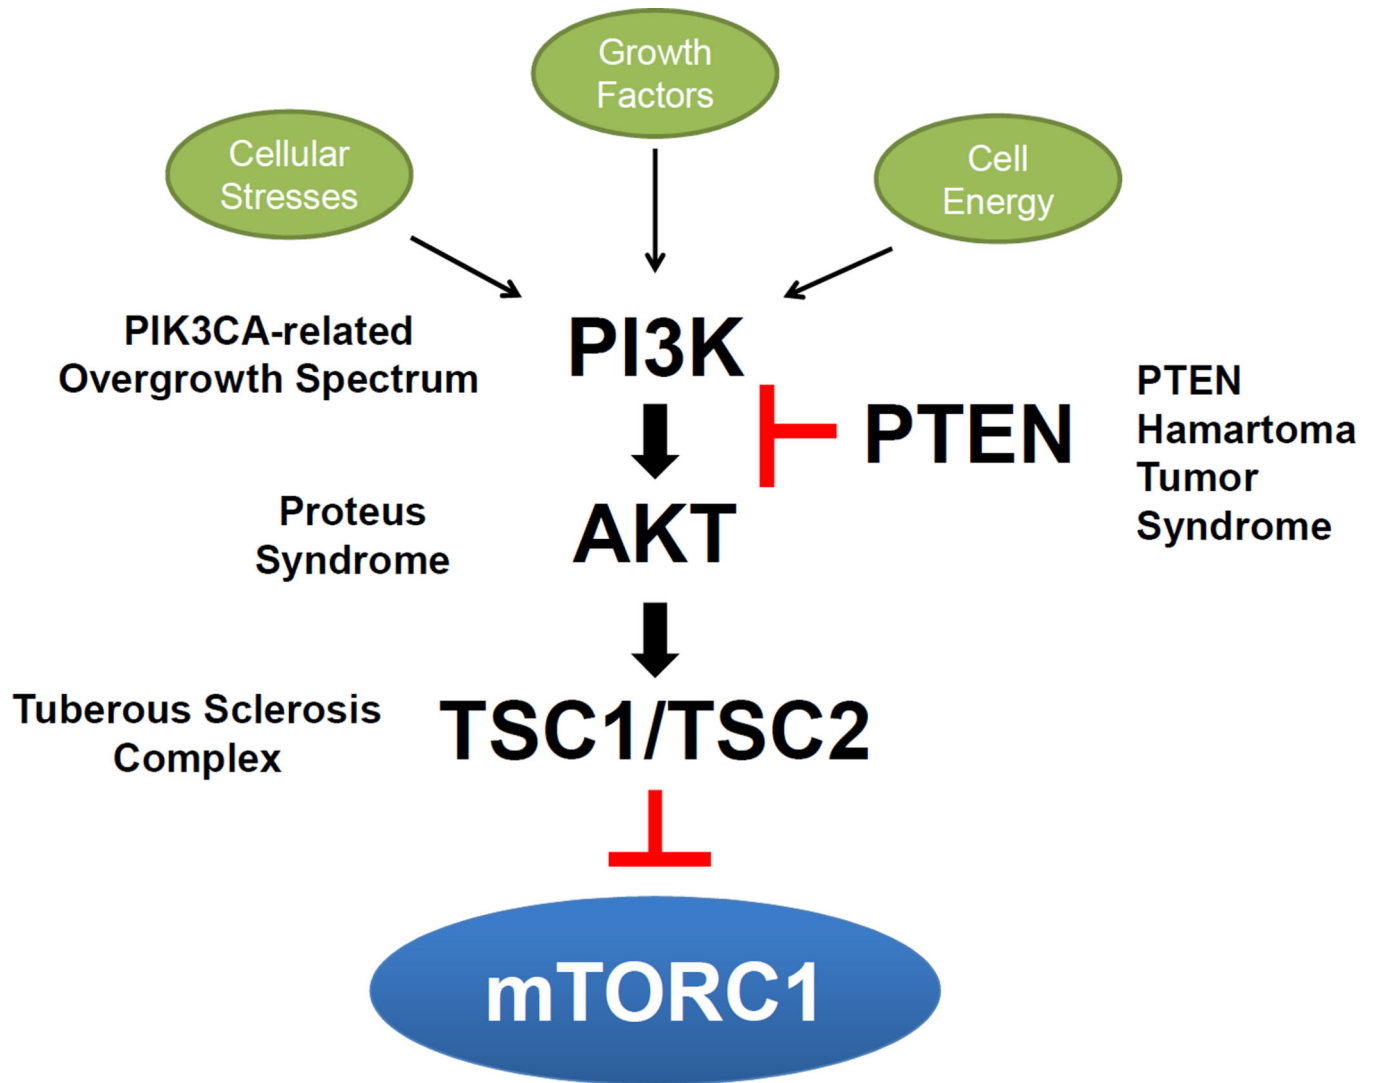 Growth
Factors
Cellular
Stresses
Cell
Energy
PIK3CA-related
Overgrowth Spectrum
PI3K
PTEN
PTEN
Hamartoma
Tumor
Syndrome
Proteus
Syndrome
AKT
Tuberous Sclerosis
Complex
TSC1/TSC2
mTORC1